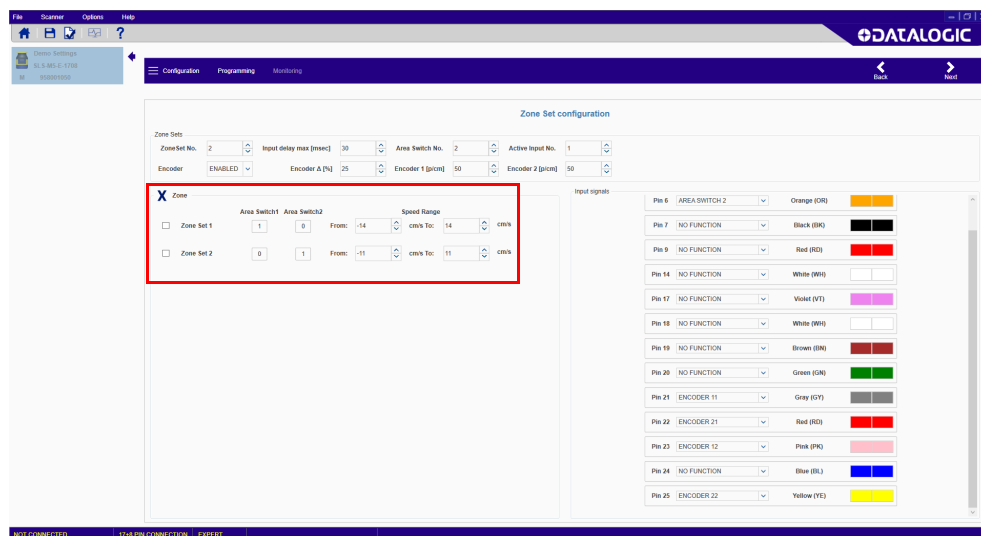 File Scanner Options Help
DATALOGIC
Demo Settings
SLS-M5-E-1708
M 950001050
Configuration Programming Monitoring Back Next
Zone Set configuration
Zone Sets
ZoneSet No. 2 Input delay max [msec] 30 Area Switch No. 2 Active Input No. 1
Encoder ENABLED Encoder Δ [%] 25 Encoder 1 [p/cm] 50 Encoder 2 [p/cm] 50
X Zone
Area Switch1 Area Switch2 Speed Range
Zone Set 1 1 0 From: -14 cm/s To: 14 cm/s
Zone Set 2 0 1 From: -11 cm/s To: 11 cm/s
Input signals
Pin 6 AREA SWITCH 2 Orange (OR)
Pin 7 NO FUNCTION Black (BK)
Pin 9 NO FUNCTION Red (RD)
Pin 14 NO FUNCTION White (WH)
Pin 17 NO FUNCTION Violet (VT)
Pin 18 NO FUNCTION White (WH)
Pin 19 NO FUNCTION Brown (BN)
Pin 20 NO FUNCTION Green (GN)
Pin 21 ENCODER 11 Gray (GY)
Pin 22 ENCODER 21 Red (RD)
Pin 23 ENCODER 12 Pink (PK)
Pin 24 NO FUNCTION Blue (BL)
Pin 25 ENCODER 22 Yellow (YE)
NOT CONNECTED 17+8 PIN CONNECTION EXPERT